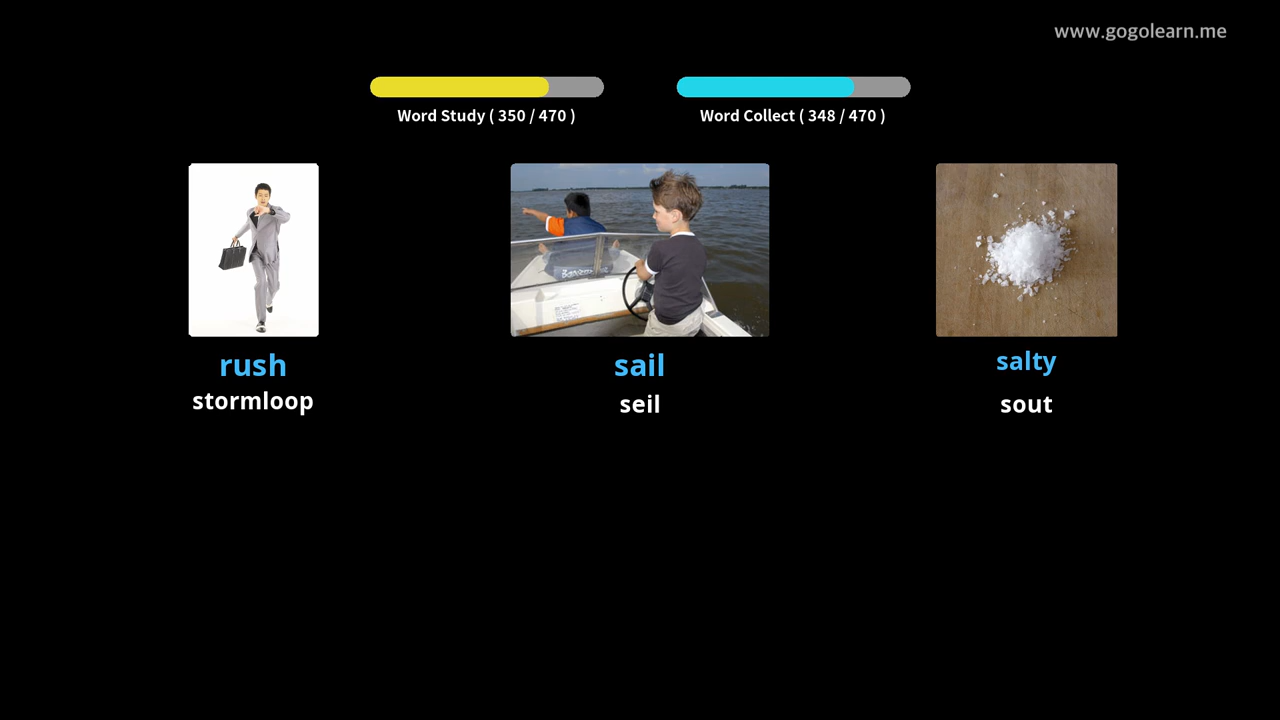 www.gogolearn.me
Word Study ( 350 / 470 )
Word Collect ( 348 / 470 )
rush
stormloop
sail
seil
salty
sout